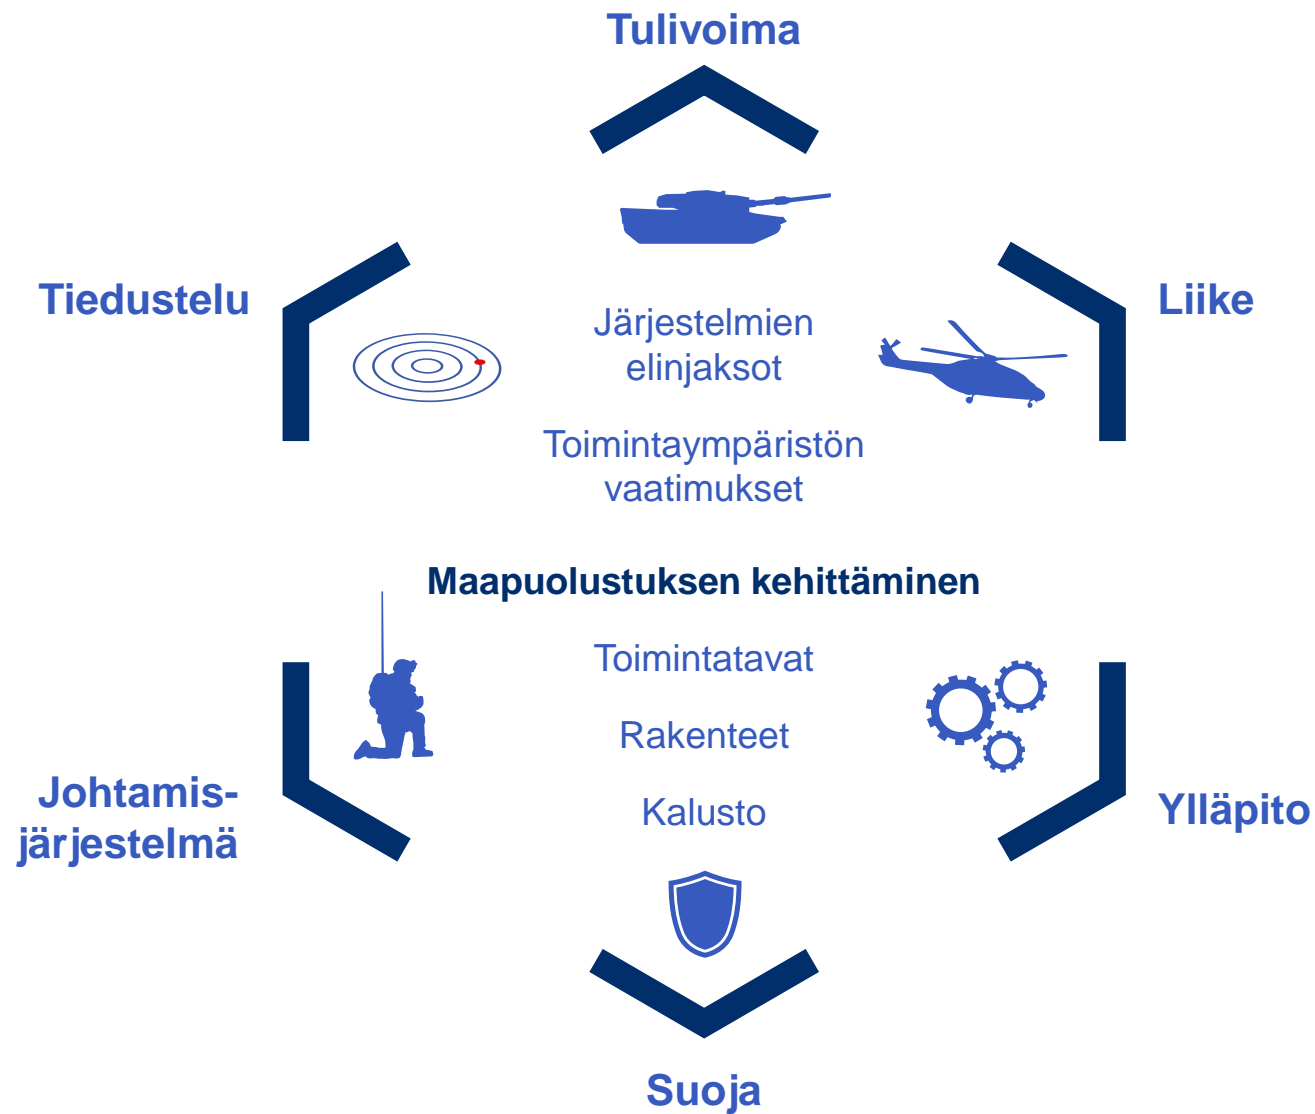 Tulivoima
Tiedustelu
Liike
Järjestelmien
elinjaksot
Toimintaympäristön
vaatimukset
Maapuolustuksen kehittäminen
Toimintatavat
Rakenteet
Kalusto
Johtamis-
järjestelmä
Ylläpito
Suoja